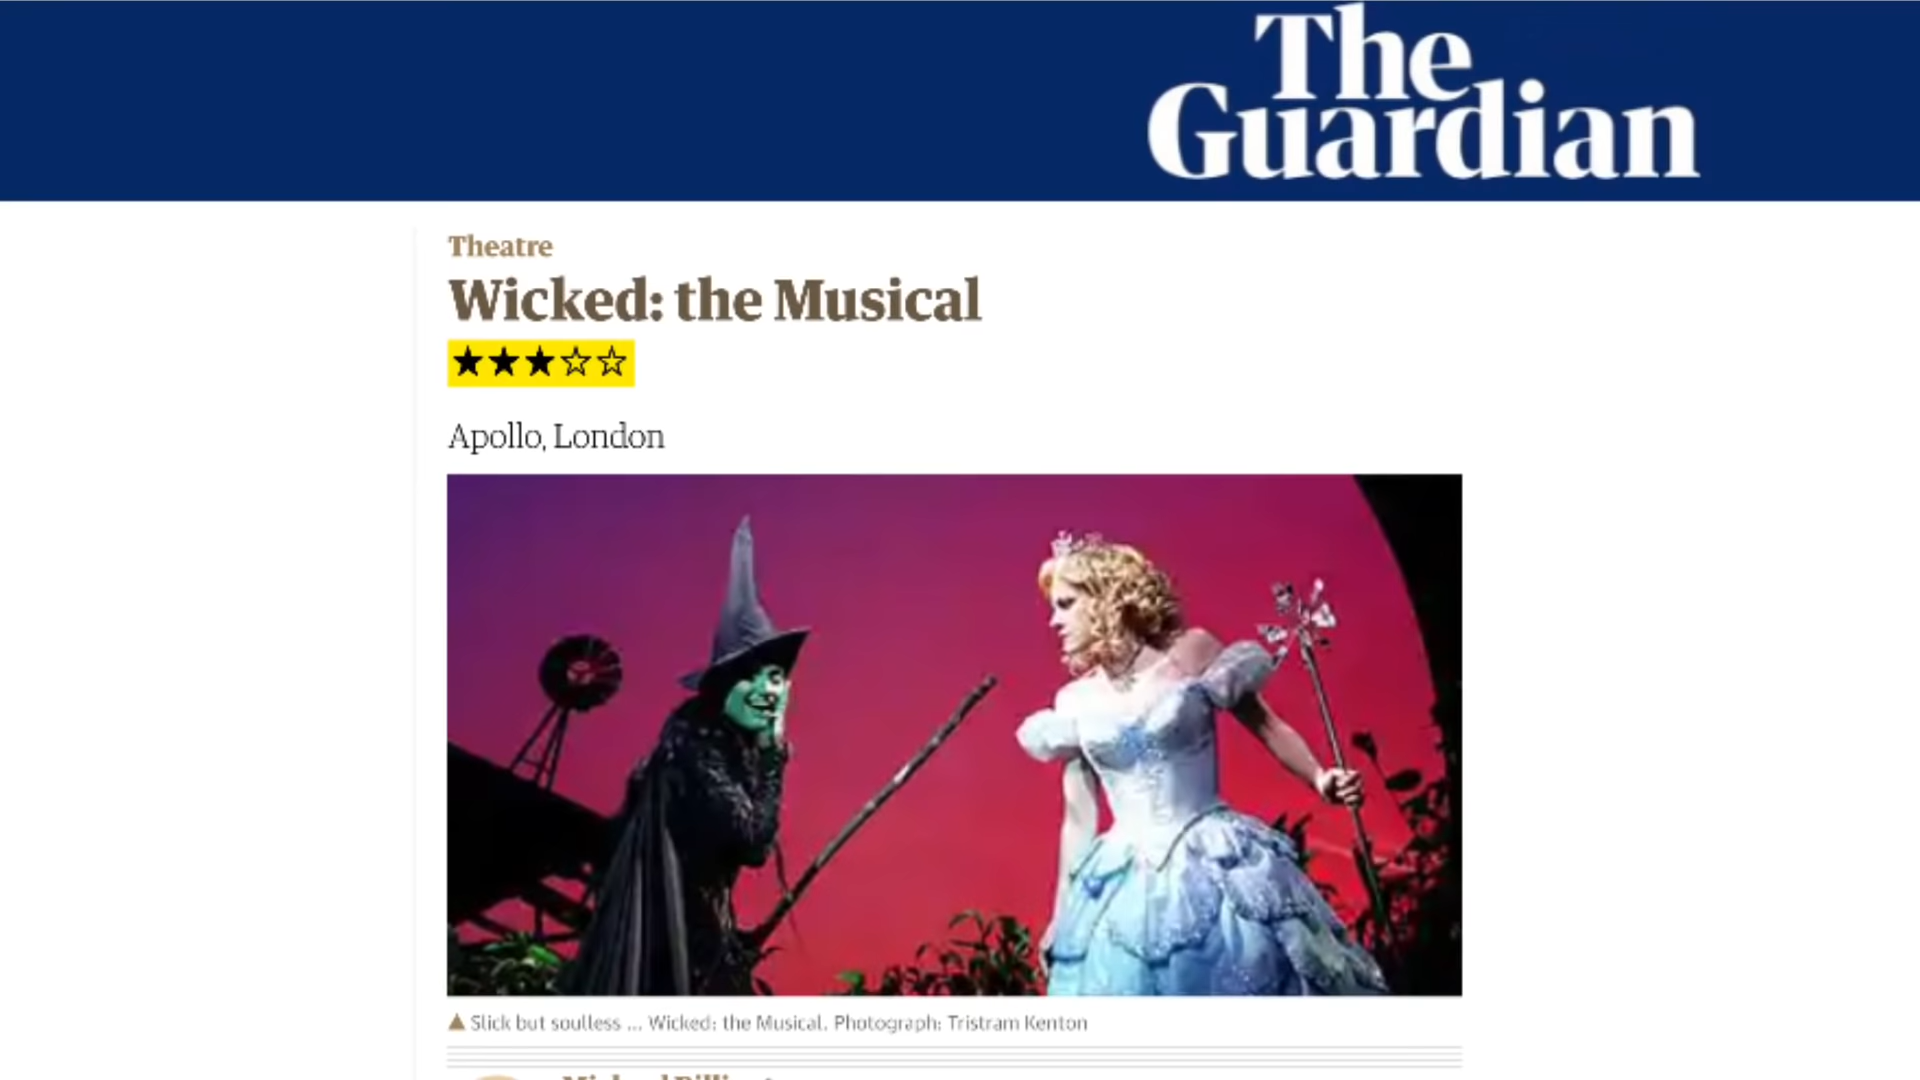 The
Guardian
Theatre
Wicked: the Musical
★★★☆☆
Apollo, London
▲ Slick but soulless ... Wicked: the Musical. Photograph: Tristram Kenton